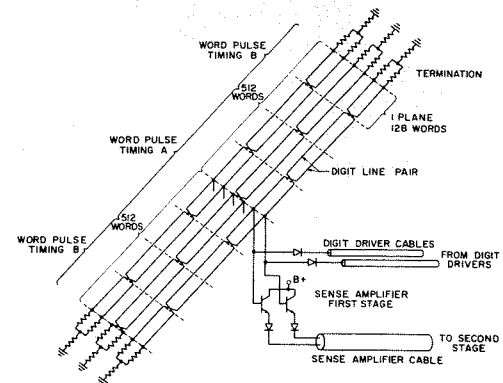 WORD PULSE
TIMING B
512
WORDS
TERMINATION
1 PLANE
128 WORDS
WORD PULSE
TIMING A
DIGIT LINE PAIR
512
WORDS
WORD PULSE
TIMING B
DIGIT DRIVER CABLES
FROM DIGIT
DRIVERS
B+
SENSE AMPLIFIER
FIRST STAGE
TO SECOND
STAGE
SENSE AMPLIFIER CABLE